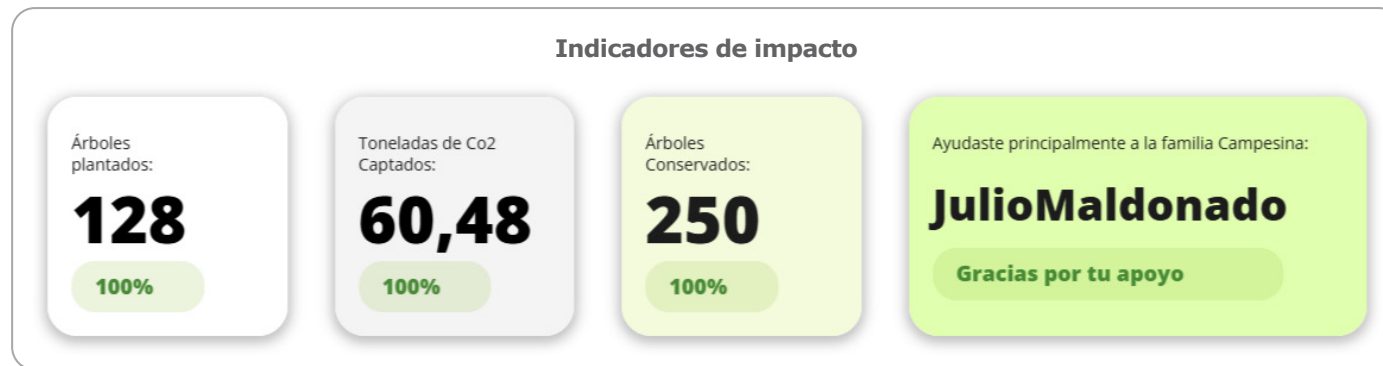 Indicadores de impacto
Árboles
plantados:
128
100%
Toneladas de Co2
Captados:
60,48
100%
Árboles
Conservados:
250
100%
Ayudaste principalmente a la familia Campesina:
JulioMaldonado
Gracias por tu apoyo